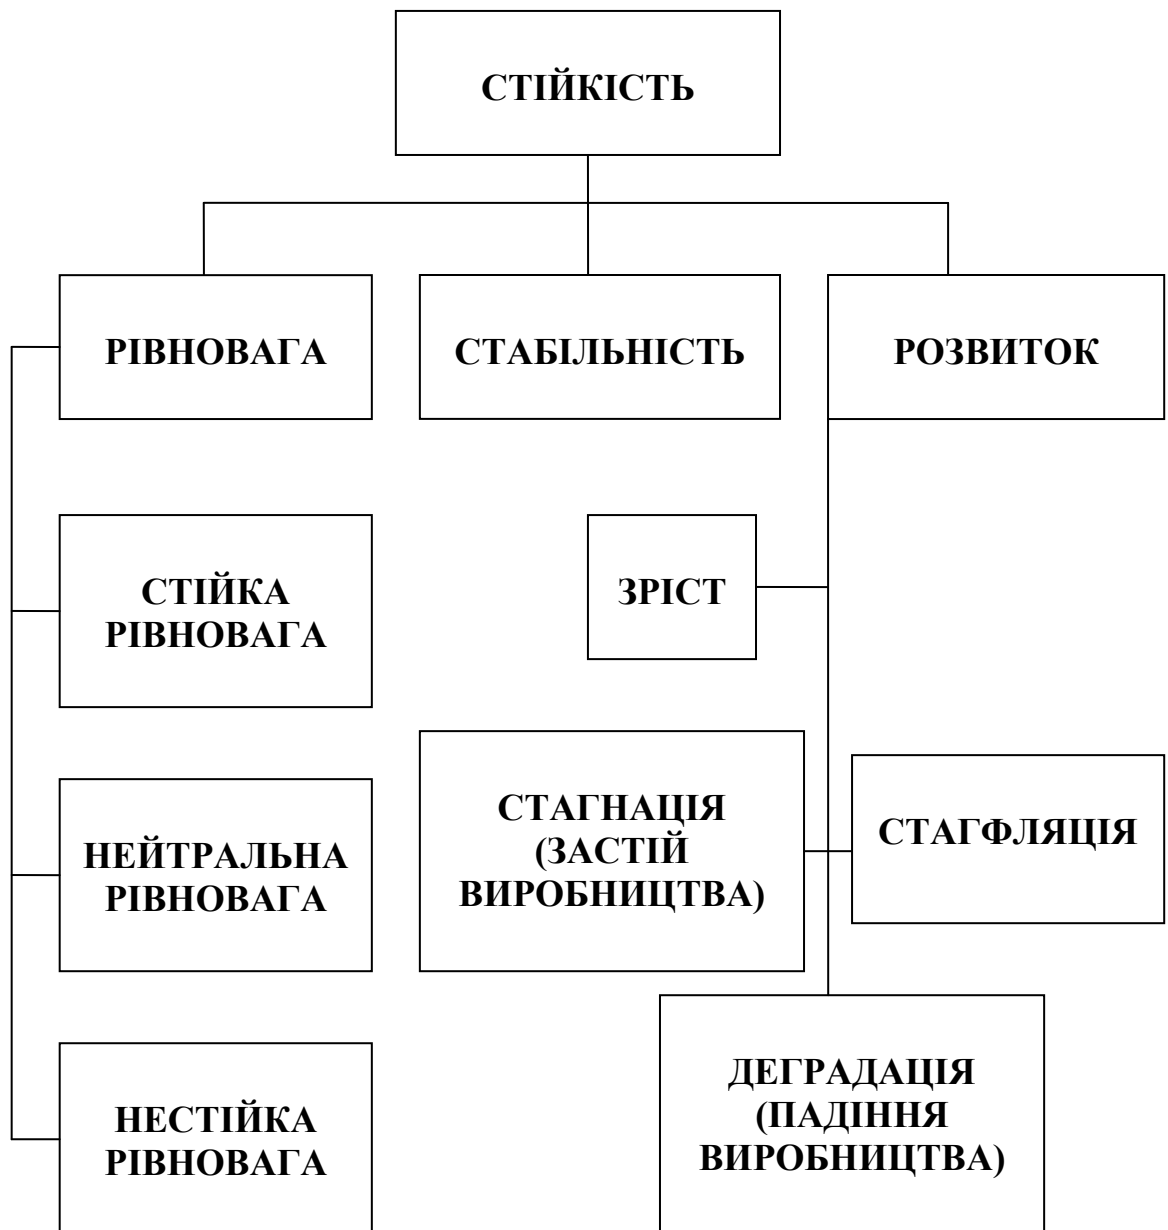 СТІЙКІСТЬ
РІВНОВАГА
СТАБІЛЬНІСТЬ
РОЗВИТОК
СТІЙКА
РІВНОВАГА
ЗРІСТ
НЕЙТРАЛЬНА
РІВНОВАГА
СТАГНАЦІЯ
(ЗАСТІЙ
ВИРОБНИЦТВА)
СТАГФЛЯЦІЯ
НЕСТІЙКА
РІВНОВАГА
ДЕГРАДАЦІЯ
(ПАДІННЯ
ВИРОБНИЦТВА)